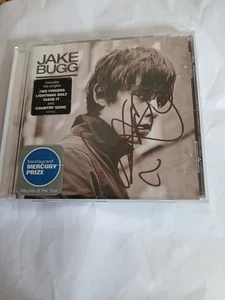 JAKE
BUGG
includes
the singles
TWO FINGERS
LIGHTNING BOLT
TASTE IT
and
COUNTRY SONG
barclaycard
MERCURY
PRIZE
Albums of the Year